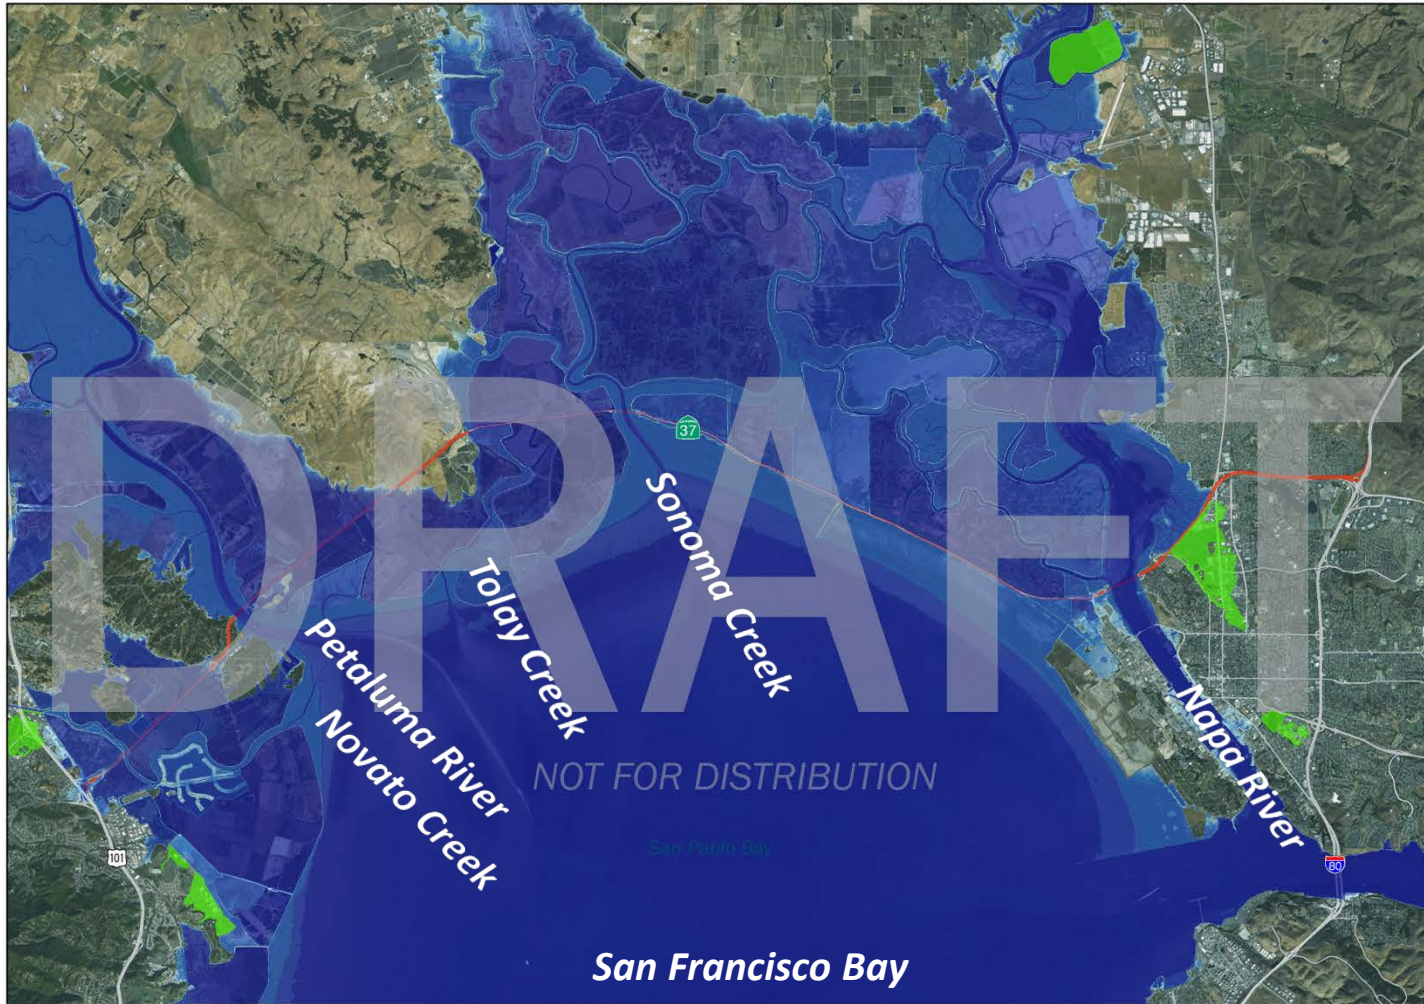 37
DRAFT
Sonoma Creek
Tolay Creek
Petaluma River
Novato Creek
Napa River
NOT FOR DISTRIBUTION
San Pablo Bay
101
80
San Francisco Bay